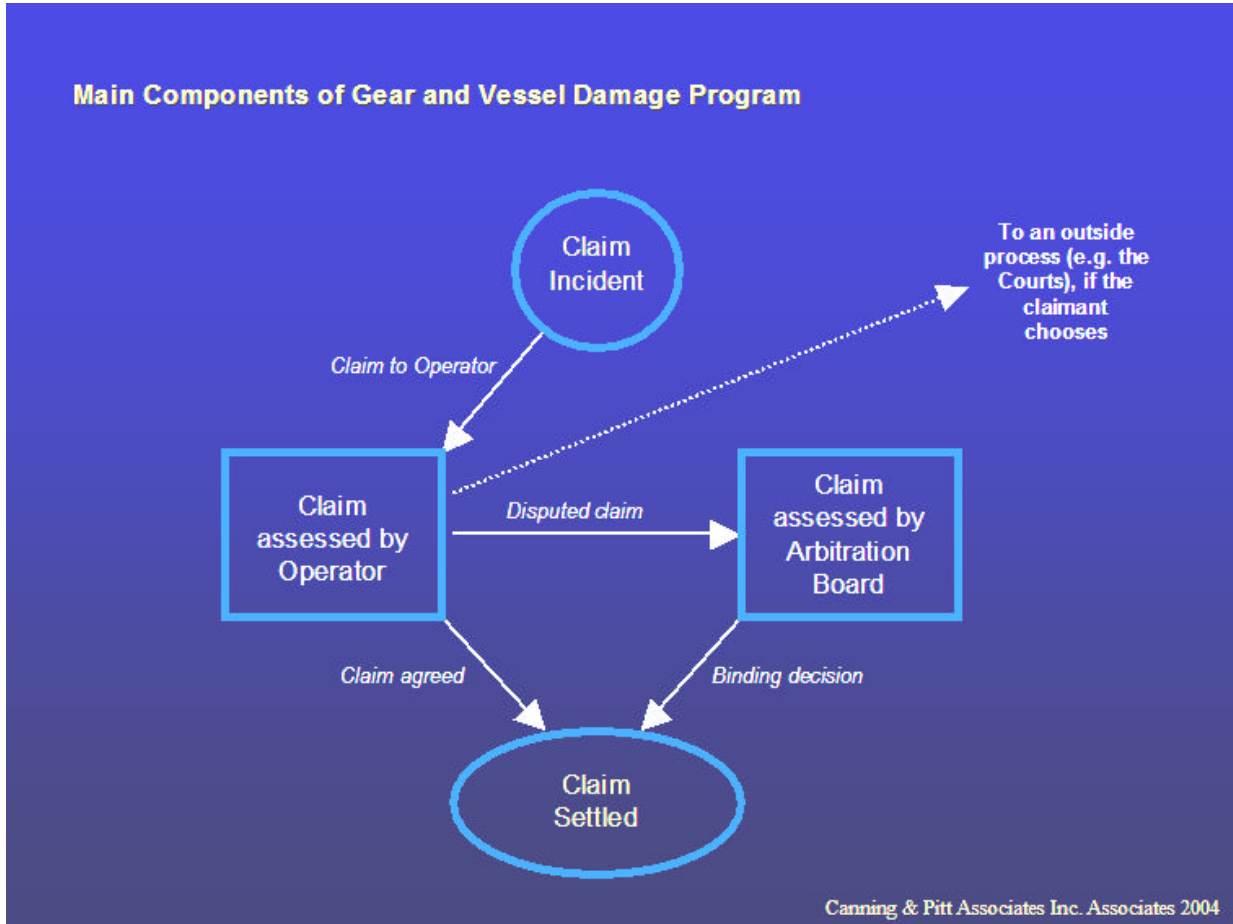 Main Components of Gear and Vessel Damage Program
Claim
Incident
To an outside
process (e.g. the
Courts), if the
claimant
chooses
Claim to Operator
Claim
assessed by
Operator
Disputed claim
Claim
assessed by
Arbitration
Board
Claim agreed
Binding decision
Claim
Settled
Canning & Pitt Associates Inc. Associates 2004